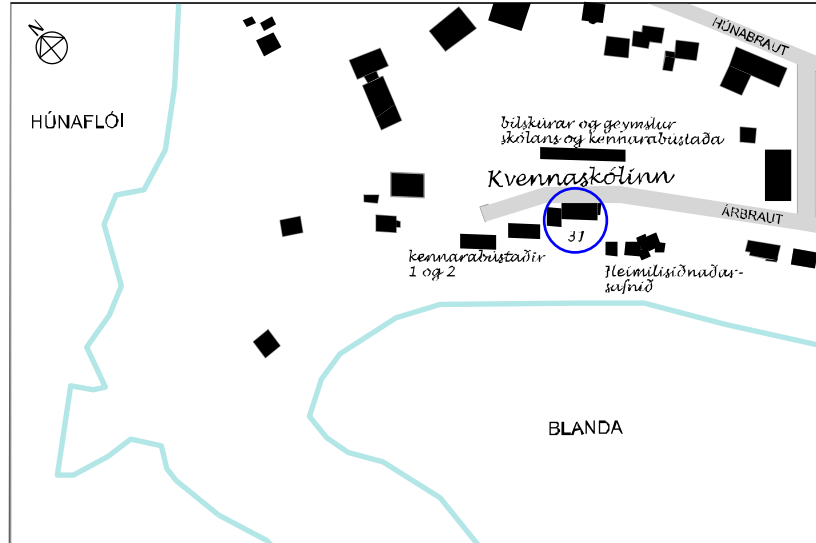 N
HÚNABRAUT
HÚNAFLÓI
bílskúrar og geymslur
skólans og kennarabústaða
Kvennaskólinn
ÁRBRAUT
31
kennarabústaðir
1 og 2
Heimilisiðnaðar-
safnið
BLANDA